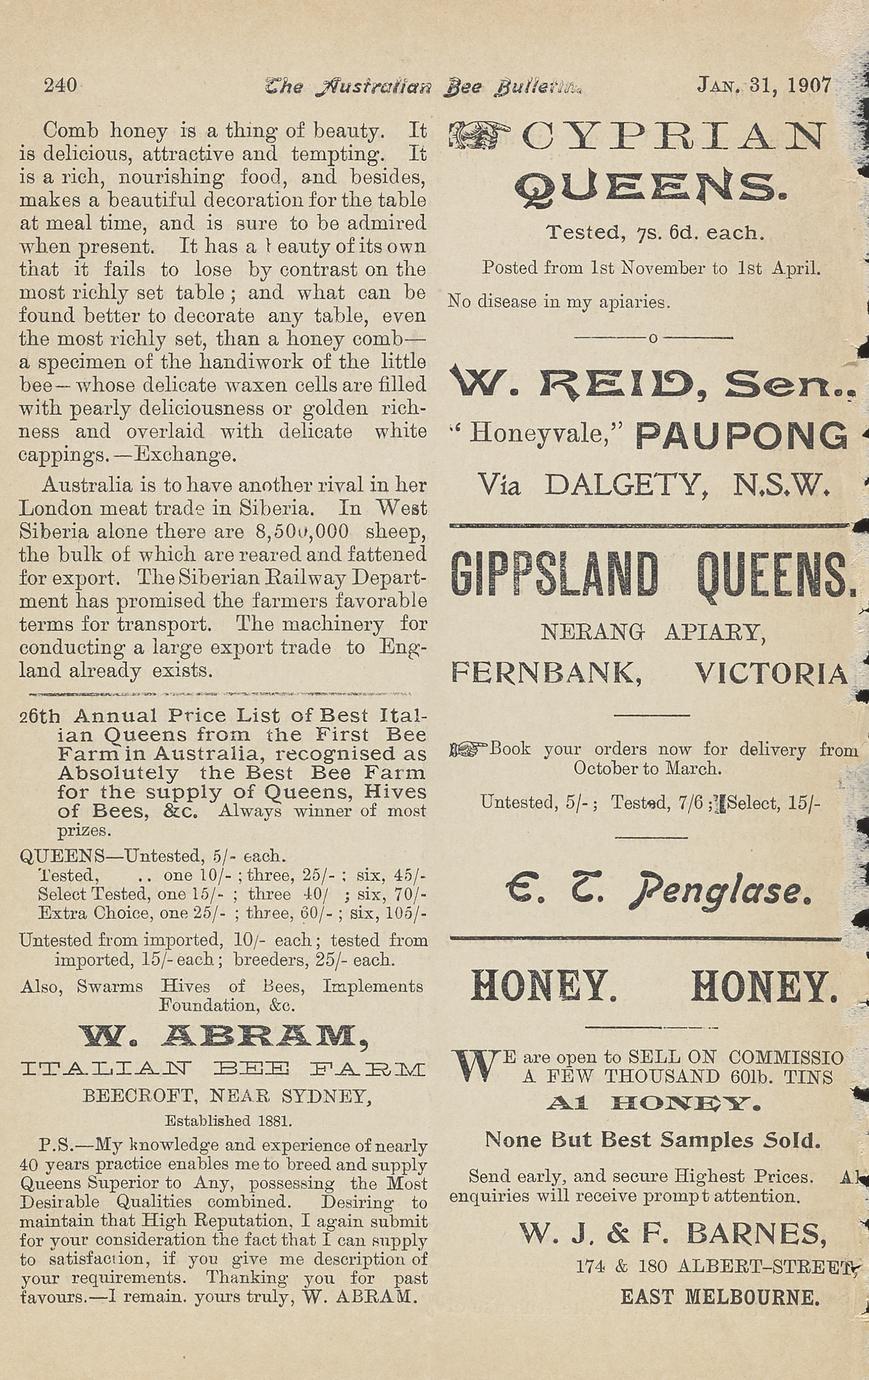 240
The Australian Bee Bulletin.
JAN. 31, 1907
Comb honey is a thing of beauty. It
is delicious, attractive and tempting. It
is a rich, nourishing food, and besides,
makes a beautiful decoration for the table
at meal time, and is sure to be admired
when present. It has a beauty of its own
that it fails to lose by contrast on the
most richly set table ; and what can be
found better to decorate any table, even
the most richly set, than a honey comb—
a specimen of the handiwork of the little
bee—whose delicate waxen cells are filled
with pearly deliciousness or golden rich-
ness and overlaid with delicate white
cappings.—Exchange.
Australia is to have another rival in her
London meat trade in Siberia. In West
Siberia alone there are 8,500,000 sheep,
the bulk of which are reared and fattened
for export. The Siberian Railway Depart-
ment has promised the farmers favorable
terms for transport. The machinery for
conducting a large export trade to Eng-
land already exists.
26th Annual Price List of Best Ital-
ian Queens from the First Bee
Farm in Australia, recognised as
Absolutely the Best Bee Farm
for the supply of Queens, Hives
of Bees, &c. Always winner of most
prizes.
QUEENS—Untested, 5/- each.
Tested, .. one 10/- ; three, 25/- ; six, 45/-
Select Tested, one 15/- ; three 40/ ; six, 70/-
Extra Choice, one 25/- ; three, 60/- ; six, 105/-
Untested from imported, 10/- each ; tested from
imported, 15/- each ; breeders, 25/- each.
Also, Swarms Hives of Bees, Implements
Foundation, &c.
W. ABRAM,
ITALIAN BEE FARM
BEECROFT, NEAR SYDNEY,
Established 1881.
P.S.—My knowledge and experience of nearly
40 years practice enables me to breed and supply
Queens Superior to Any, possessing the Most
Desirable Qualities combined. Desiring to
maintain that High Reputation, I again submit
for your consideration the fact that I can supply
to satisfaction, if you give me description of
your requirements. Thanking you for past
favours.—I remain. yours truly, W. ABRAM.
CYPRIAN
QUEENS.
Tested, 7s. 6d. each.
Posted from 1st November to 1st April.
No disease in my apiaries.
o
W. REID, Sen.,
"Honeyvale," PAUPONG
Via DALGETY, N.S.W.
GIPPSLAND QUEENS.
NERANG APIARY,
FERNBANK, VICTORIA
Book your orders now for delivery from
October to March.
Untested, 5/- ; Tested, 7/6 ; Select, 15/-
E. T. Penglase.
HONEY. HONEY.
WE are open to SELL ON COMMISSIO
A FEW THOUSAND 60lb. TINS
A1 HONEY.
None But Best Samples Sold.
Send early, and secure Highest Prices. Al
enquiries will receive prompt attention.
W. J. & F. BARNES,
174 & 180 ALBERT-STREET,
EAST MELBOURNE.